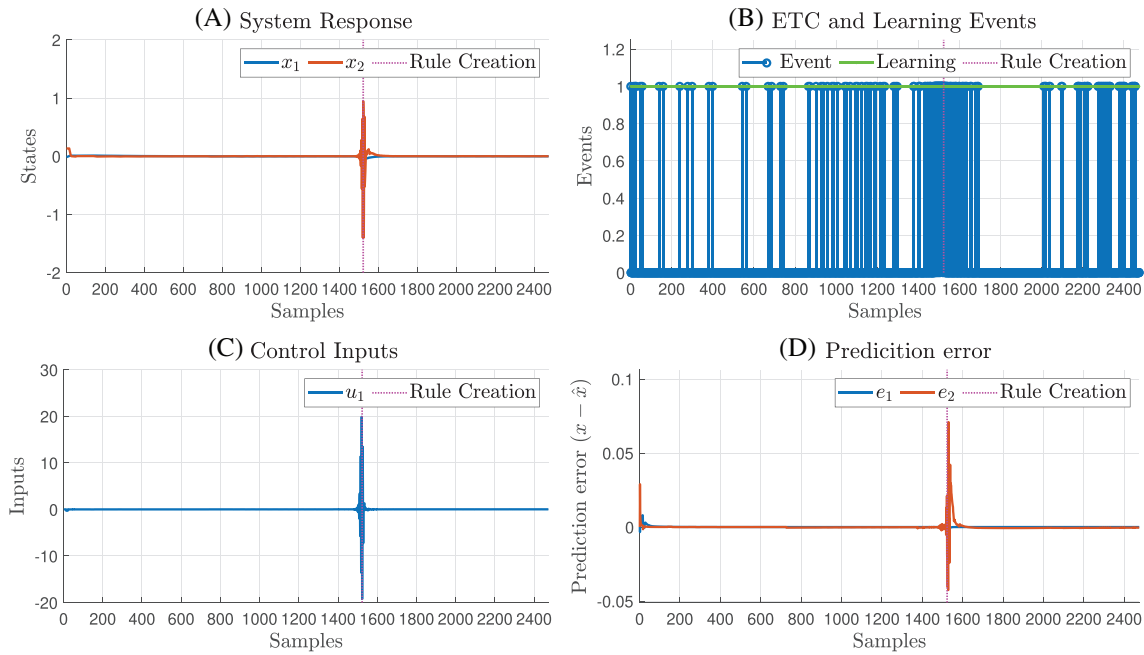 (A) System Response
x₁ x₂ Rule Creation
2
1
0
-1
-2
States
0 200 400 600 800 1000 1200 1400 1600 1800 2000 2200 2400
Samples
(B) ETC and Learning Events
Event Learning Rule Creation
1.2
1
0.8
0.6
0.4
0.2
0
Events
0 200 400 600 800 1000 1200 1400 1600 1800 2000 2200 2400
Samples
(C) Control Inputs
u₁ Rule Creation
30
20
10
0
-10
-20
Inputs
0 200 400 600 800 1000 1200 1400 1600 1800 2000 2200 2400
Samples
(D) Predicition error
e₁ e₂ Rule Creation
0.1
0.05
0
-0.05
Prediction error (x − x̂)
0 200 400 600 800 1000 1200 1400 1600 1800 2000 2200 2400
Samples